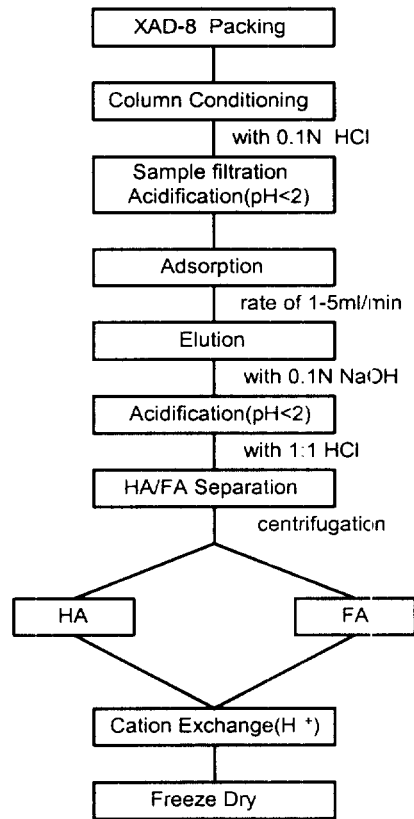 XAD-8 Packing
Column Conditioning
with 0.1N HCl
Sample filtration
Acidification(pH<2)
Adsorption
rate of 1-5ml/min
Elution
with 0.1N NaOH
Acidification(pH<2)
with 1:1 HCl
HA/FA Separation
centrifugation
HA
FA
Cation Exchange(H⁺)
Freeze Dry